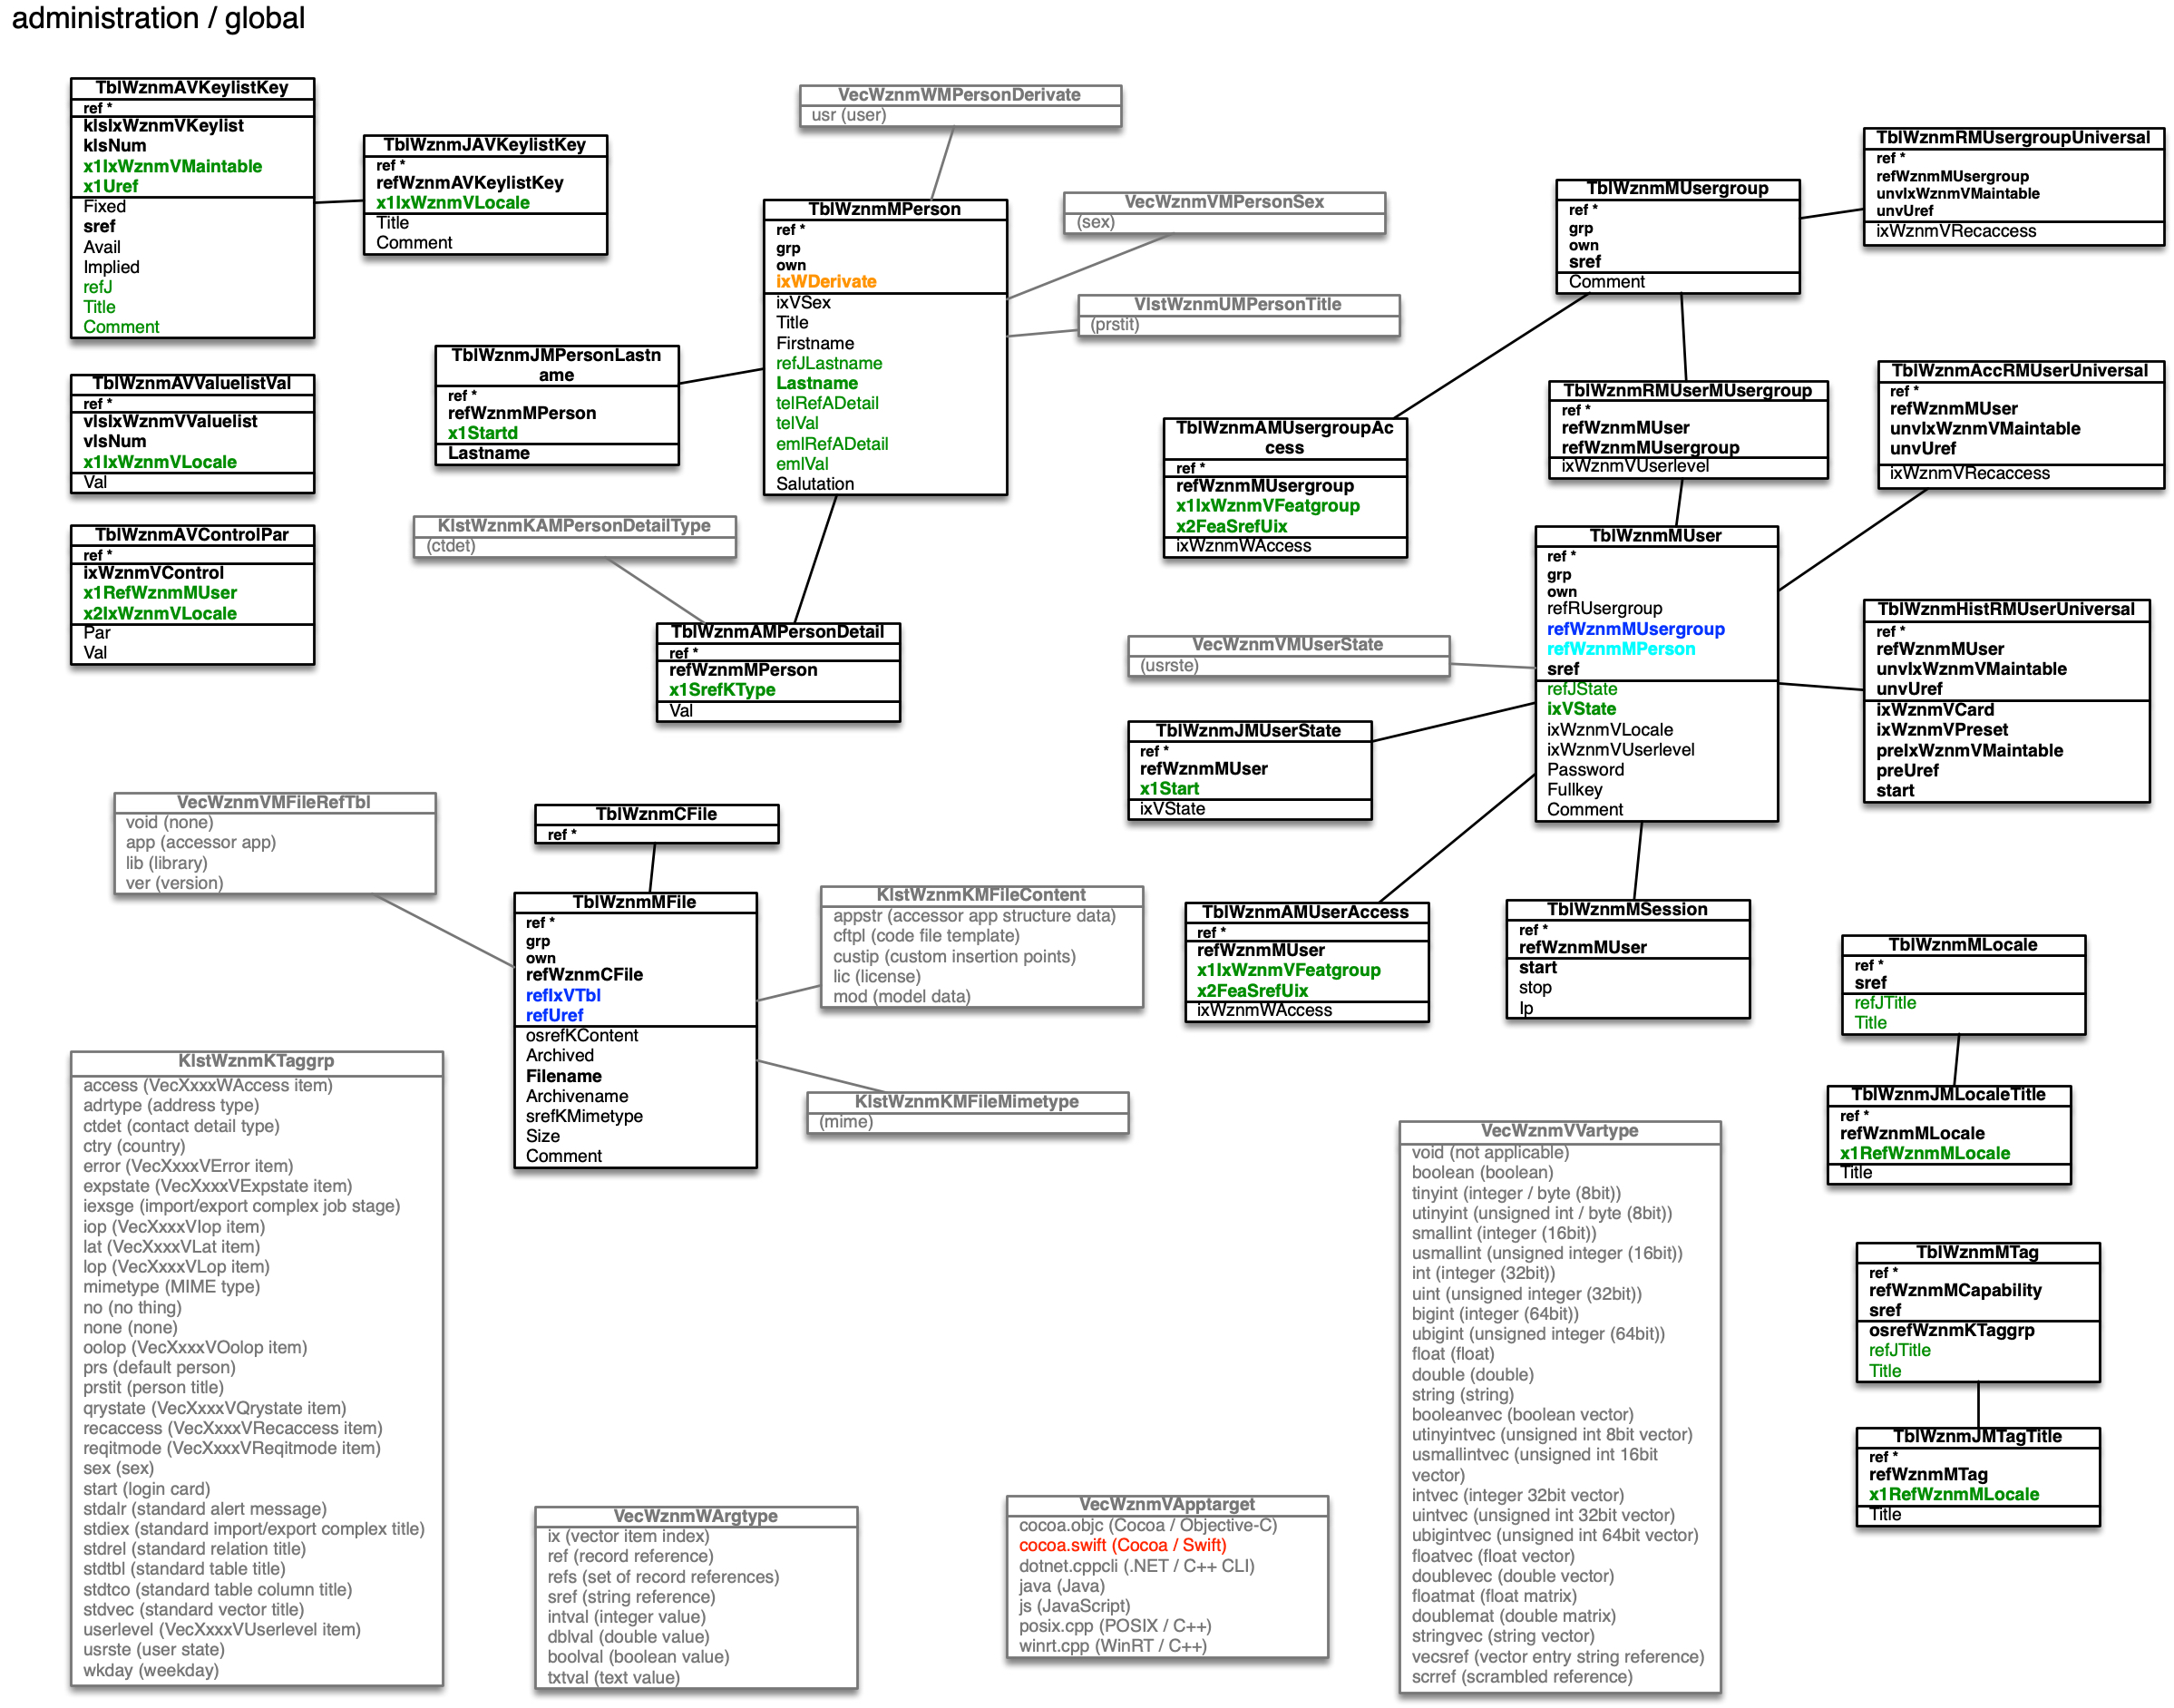 administration / global
TblWznmAVKeylistKey
ref *
klsIxWznmVKeylist
klsNum
x1IxWznmVMaintable
x1Uref
Fixed
sref
Avail
Implied
refJ
Title
Comment
TblWznmJAVKeylistKey
ref *
refWznmAVKeylistKey
x1IxWznmVLocale
Title
Comment
TblWznmAVValuelistVal
ref *
vlsIxWznmVValuelist
vlsNum
x1IxWznmVLocale
Val
TblWznmAVControlPar
ref *
ixWznmVControl
x1RefWznmMUser
x2IxWznmVLocale
Par
Val
VecWznmWMPersonDerivate
usr (user)
TblWznmMPerson
ref *
grp
own
ixWDerivate
ixVSex
Title
Firstname
refJLastname
Lastname
telRefADetail
telVal
emlRefADetail
emlVal
Salutation
VecWznmVMPersonSex
(sex)
VlstWznmUMPersonTitle
(prstit)
TblWznmJMPersonLastn
ame
ref *
refWznmMPerson
x1Startd
Lastname
KlstWznmKAMPersonDetailType
(ctdet)
TblWznmAMPersonDetail
ref *
refWznmMPerson
x1SrefKType
Val
TblWznmMUsergroup
ref *
grp
own
sref
Comment
TblWznmRMUsergroupUniversal
ref *
refWznmMUsergroup
unvIxWznmVMaintable
unvUref
ixWznmVRecaccess
TblWznmAMUsergroupAc
cess
ref *
refWznmMUsergroup
x1IxWznmVFeatgroup
x2FeaSrefUix
ixWznmWAccess
TblWznmRMUserMUsergroup
ref *
refWznmMUser
refWznmMUsergroup
ixWznmVUserlevel
TblWznmAccRMUserUniversal
ref *
refWznmMUser
unvIxWznmVMaintable
unvUref
ixWznmVRecaccess
TblWznmMUser
ref *
grp
own
refRUsergroup
refWznmMUsergroup
refWznmMPerson
sref
refJState
ixVState
ixWznmVLocale
ixWznmVUserlevel
Password
Fullkey
Comment
TblWznmHistRMUserUniversal
ref *
refWznmMUser
unvIxWznmVMaintable
unvUref
ixWznmVCard
ixWznmVPreset
preIxWznmVMaintable
preUref
start
VecWznmVMUserState
(usrste)
TblWznmJMUserState
ref *
refWznmMUser
x1Start
ixVState
TblWznmAMUserAccess
ref *
refWznmMUser
x1IxWznmVFeatgroup
x2FeaSrefUix
ixWznmWAccess
TblWznmMSession
ref *
refWznmMUser
start
stop
Ip
VecWznmVMFileRefTbl
void (none)
app (accessor app)
lib (library)
ver (version)
TblWznmCFile
ref *
TblWznmMFile
ref *
grp
own
refWznmCFile
refIxVTbl
refUref
osrefKContent
Archived
Filename
Archivename
srefKMimetype
Size
Comment
KlstWznmKMFileContent
appstr (accessor app structure data)
cftpl (code file template)
custip (custom insertion points)
lic (license)
mod (model data)
KlstWznmKMFileMimetype
(mime)
TblWznmMLocale
ref *
sref
refJTitle
Title
TblWznmJMLocaleTitle
ref *
refWznmMLocale
x1RefWznmMLocale
Title
TblWznmMTag
ref *
refWznmMCapability
sref
osrefWznmKTaggrp
refJTitle
Title
TblWznmJMTagTitle
ref *
refWznmMTag
x1RefWznmMLocale
Title
KlstWznmKTaggrp
access (VecXxxxWAccess item)
adrtype (address type)
ctdet (contact detail type)
ctry (country)
error (VecXxxxVError item)
expstate (VecXxxxVExpstate item)
iexsge (import/export complex job stage)
iop (VecXxxxVIop item)
lat (VecXxxxVLat item)
lop (VecXxxxVLop item)
mimetype (MIME type)
no (no thing)
none (none)
oolop (VecXxxxVOolop item)
prs (default person)
prstit (person title)
qrystate (VecXxxxVQrystate item)
recaccess (VecXxxxVRecaccess item)
reqitmode (VecXxxxVReqitmode item)
sex (sex)
start (login card)
stdalr (standard alert message)
stdiex (standard import/export complex title)
stdrel (standard relation title)
stdtbl (standard table title)
stdtco (standard table column title)
stdvec (standard vector title)
userlevel (VecXxxxVUserlevel item)
usrste (user state)
wkday (weekday)
VecWznmWArgtype
ix (vector item index)
ref (record reference)
refs (set of record references)
sref (string reference)
intval (integer value)
dblval (double value)
boolval (boolean value)
txtval (text value)
VecWznmVApptarget
cocoa.objc (Cocoa / Objective-C)
cocoa.swift (Cocoa / Swift)
dotnet.cppcli (.NET / C++ CLI)
java (Java)
js (JavaScript)
posix.cpp (POSIX / C++)
winrt.cpp (WinRT / C++)
VecWznmVVartype
void (not applicable)
boolean (boolean)
tinyint (integer / byte (8bit))
utinyint (unsigned int / byte (8bit))
smallint (integer (16bit))
usmallint (unsigned integer (16bit))
int (integer (32bit))
uint (unsigned integer (32bit))
bigint (integer (64bit))
ubigint (unsigned integer (64bit))
float (float)
double (double)
string (string)
booleanvec (boolean vector)
utinyintvec (unsigned int 8bit vector)
usmallintvec (unsigned int 16bit
vector)
intvec (integer 32bit vector)
uintvec (unsigned int 32bit vector)
ubigintvec (unsigned int 64bit vector)
floatvec (float vector)
doublevec (double vector)
floatmat (float matrix)
doublemat (double matrix)
stringvec (string vector)
vecsref (vector entry string reference)
scrref (scrambled reference)